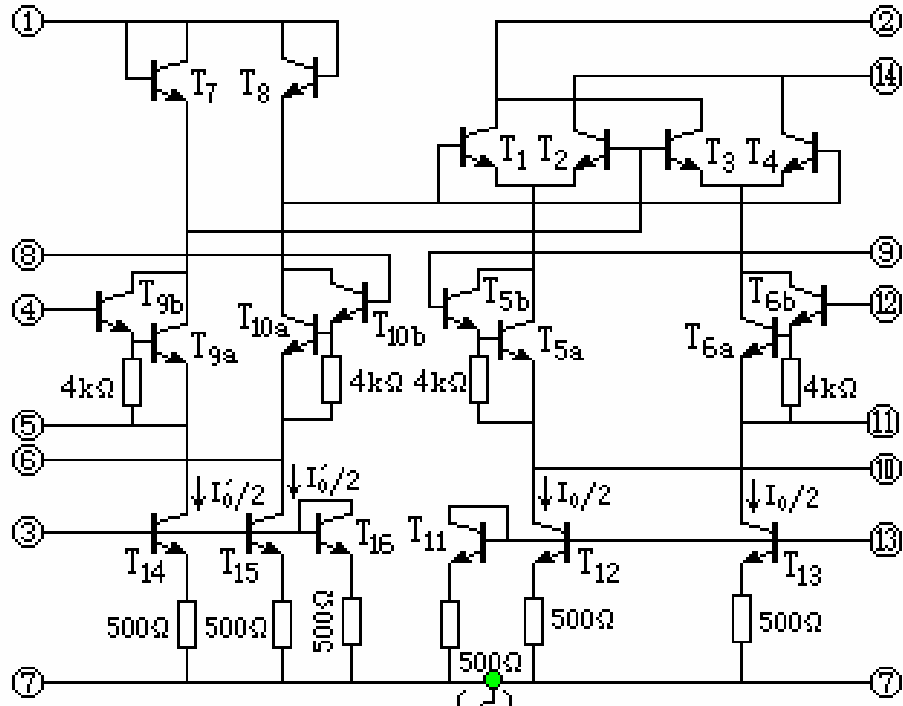 ① ②
T7 T8 ⑭
T1 T2 T3 T4
⑧ ⑨
④ T9b T5b T6b ⑫
T10a T10b
T9a T5a T6a
4kΩ 4kΩ 4kΩ 4kΩ
⑤ ⑪
⑥ ⑩
I₀′/2 I₀′/2 I₀/2 I₀/2
③ T16 T11 ⑬
T14 T15 T12 T13
500Ω 500Ω 500Ω 500Ω 500Ω
500Ω
⑦ ⑦